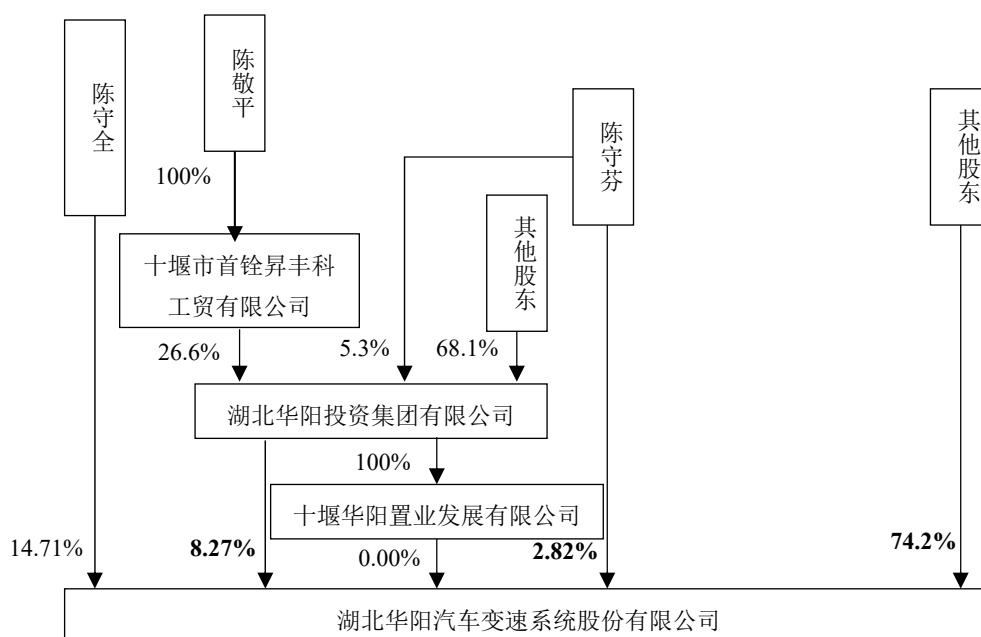 陈守全
陈敬平
陈守芬
其他股东
其他股东
100%
十堰市首铨昇丰科
工贸有限公司
26.6%
5.3%
68.1%
湖北华阳投资集团有限公司
100%
十堰华阳置业发展有限公司
14.71%
8.27%
0.00%
2.82%
74.2%
湖北华阳汽车变速系统股份有限公司